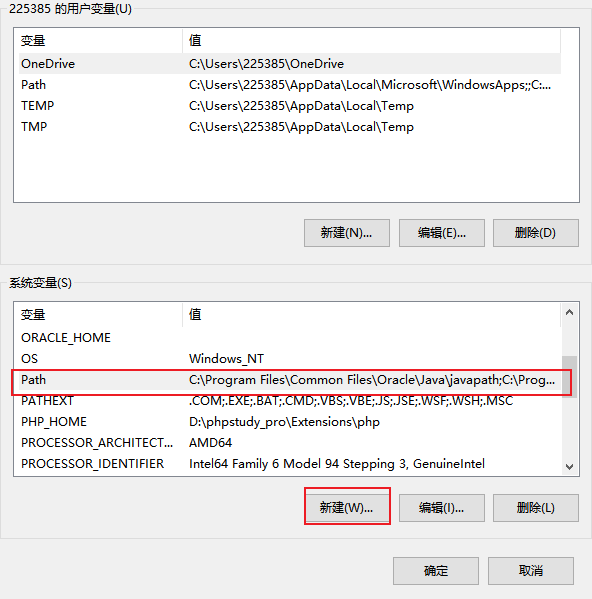 225385 的用户变量(U)
变量 值
OneDrive C:\Users\225385\OneDrive
Path C:\Users\225385\AppData\Local\Microsoft\WindowsApps;;C:...
TEMP C:\Users\225385\AppData\Local\Temp
TMP C:\Users\225385\AppData\Local\Temp
新建(N)... 编辑(E)... 删除(D)
系统变量(S)
变量 值
ORACLE_HOME
OS Windows_NT
Path C:\Program Files\Common Files\Oracle\Java\javapath;C:\Prog...
PATHEXT .COM;.EXE;.BAT;.CMD;.VBS;.VBE;.JS;.JSE;.WSF;.WSH;.MSC
PHP_HOME D:\phpstudy_pro\Extensions\php
PROCESSOR_ARCHITECT... AMD64
PROCESSOR_IDENTIFIER Intel64 Family 6 Model 94 Stepping 3, GenuineIntel
新建(W)... 编辑(I)... 删除(L)
确定 取消